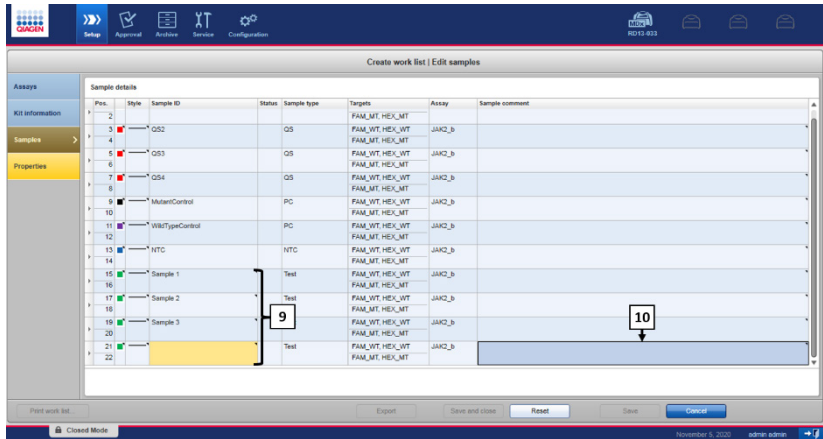 QIAGEN
Setup Approval Archive Service Configuration
MDx
RD13-033
Create work list | Edit samples
Assays
Kit information
Samples
Properties
Sample details
Pos. Style Sample ID Status Sample type Targets Assay Sample comment
2 FAM_MT, HEX_MT
3 QS2 QS FAM_WT, HEX_WT JAK2_b
4 FAM_MT, HEX_MT
5 QS3 QS FAM_WT, HEX_WT JAK2_b
6 FAM_MT, HEX_MT
7 QS4 QS FAM_WT, HEX_WT JAK2_b
8 FAM_MT, HEX_MT
9 MutantControl PC FAM_WT, HEX_WT JAK2_b
10 FAM_MT, HEX_MT
11 WildTypeControl PC FAM_WT, HEX_WT JAK2_b
12 FAM_MT, HEX_MT
13 NTC NTC FAM_WT, HEX_WT JAK2_b
14 FAM_MT, HEX_MT
15 Sample 1 Test FAM_WT, HEX_WT JAK2_b
16 FAM_MT, HEX_MT
17 Sample 2 Test FAM_WT, HEX_WT JAK2_b
18 FAM_MT, HEX_MT
9
10
19 Sample 3 Test FAM_WT, HEX_WT JAK2_b
20 FAM_MT, HEX_MT
21 Test FAM_WT, HEX_WT JAK2_b
22 FAM_MT, HEX_MT
Print work list... Export Save and close Reset Save Cancel
Closed Mode November 5, 2020 admin admin